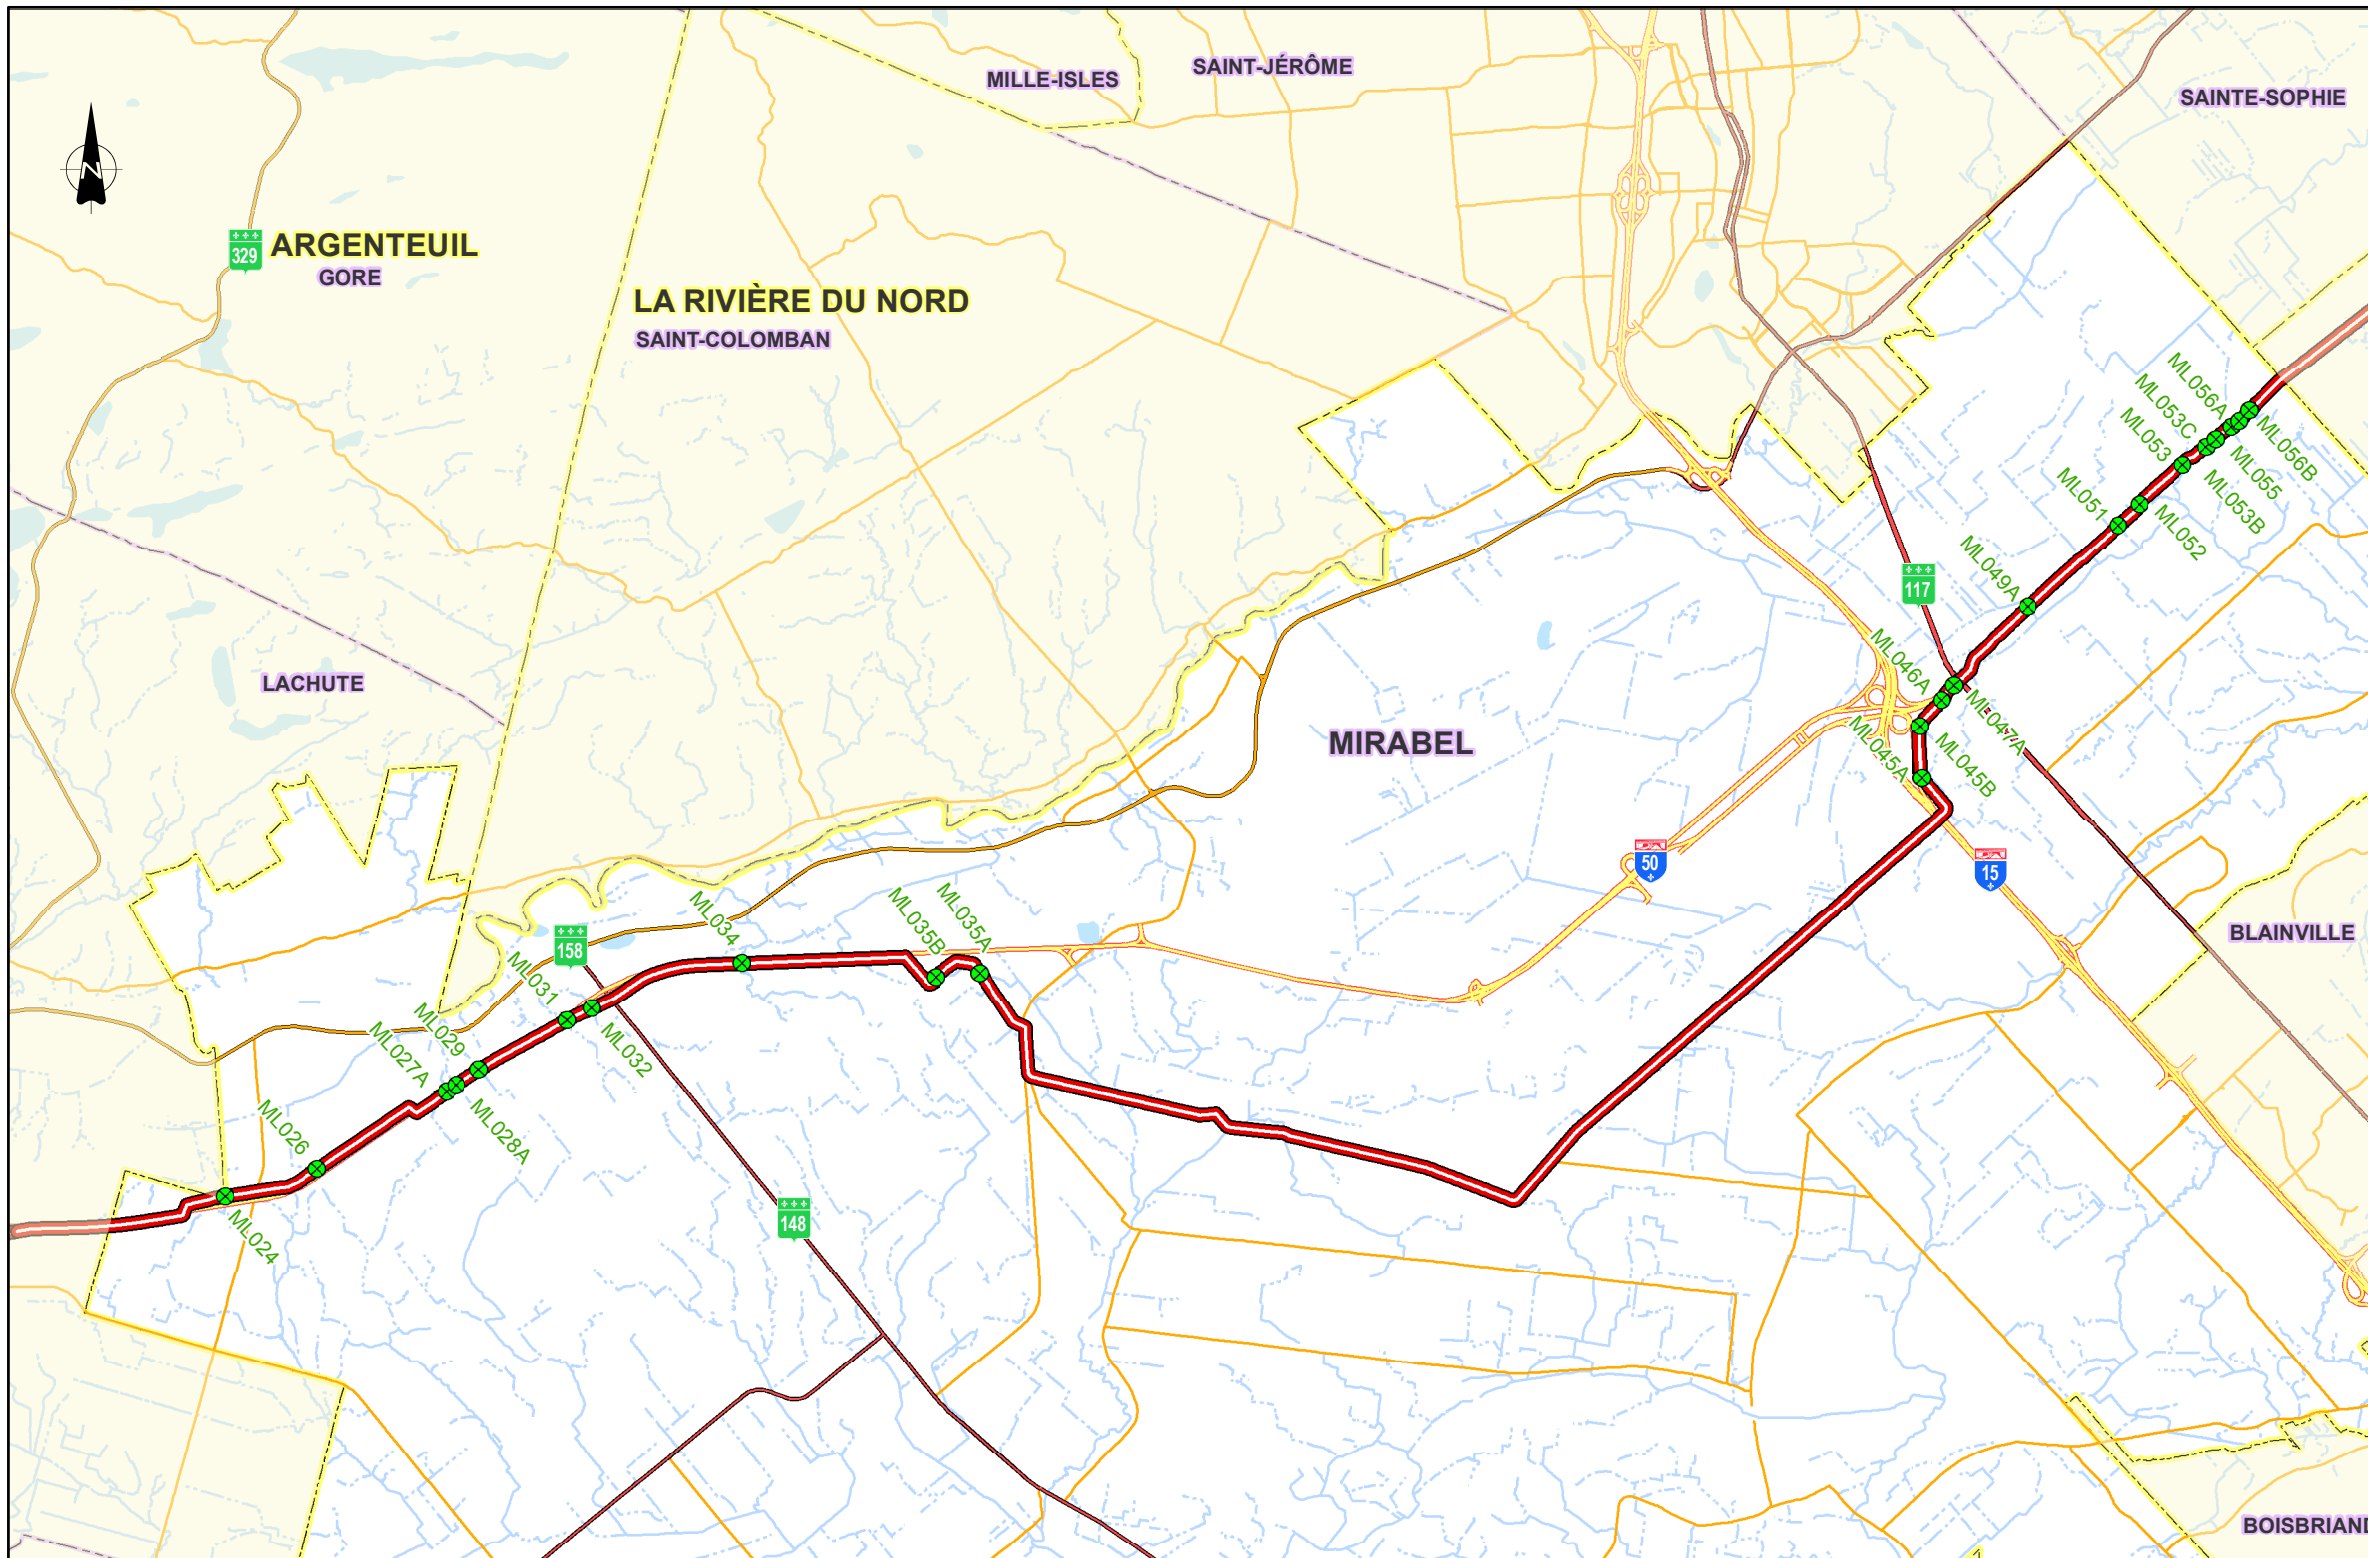 MILLE-ISLES
SAINT-JÉRÔME
SAINTE-SOPHIE
N
329
ARGENTEUIL
GORE
LA RIVIÈRE DU NORD
SAINT-COLOMBAN
ML056A
ML053C
ML053
ML056B
ML055
ML053B
ML051
ML052
117
ML049A
LACHUTE
ML046A
ML047A
MIRABEL
ML045A
ML045B
50
15
BLAINVILLE
ML034
ML035B
ML035A
158
ML031
ML032
ML029
ML027A
ML028A
ML026
ML024
148
BOISBRIAND